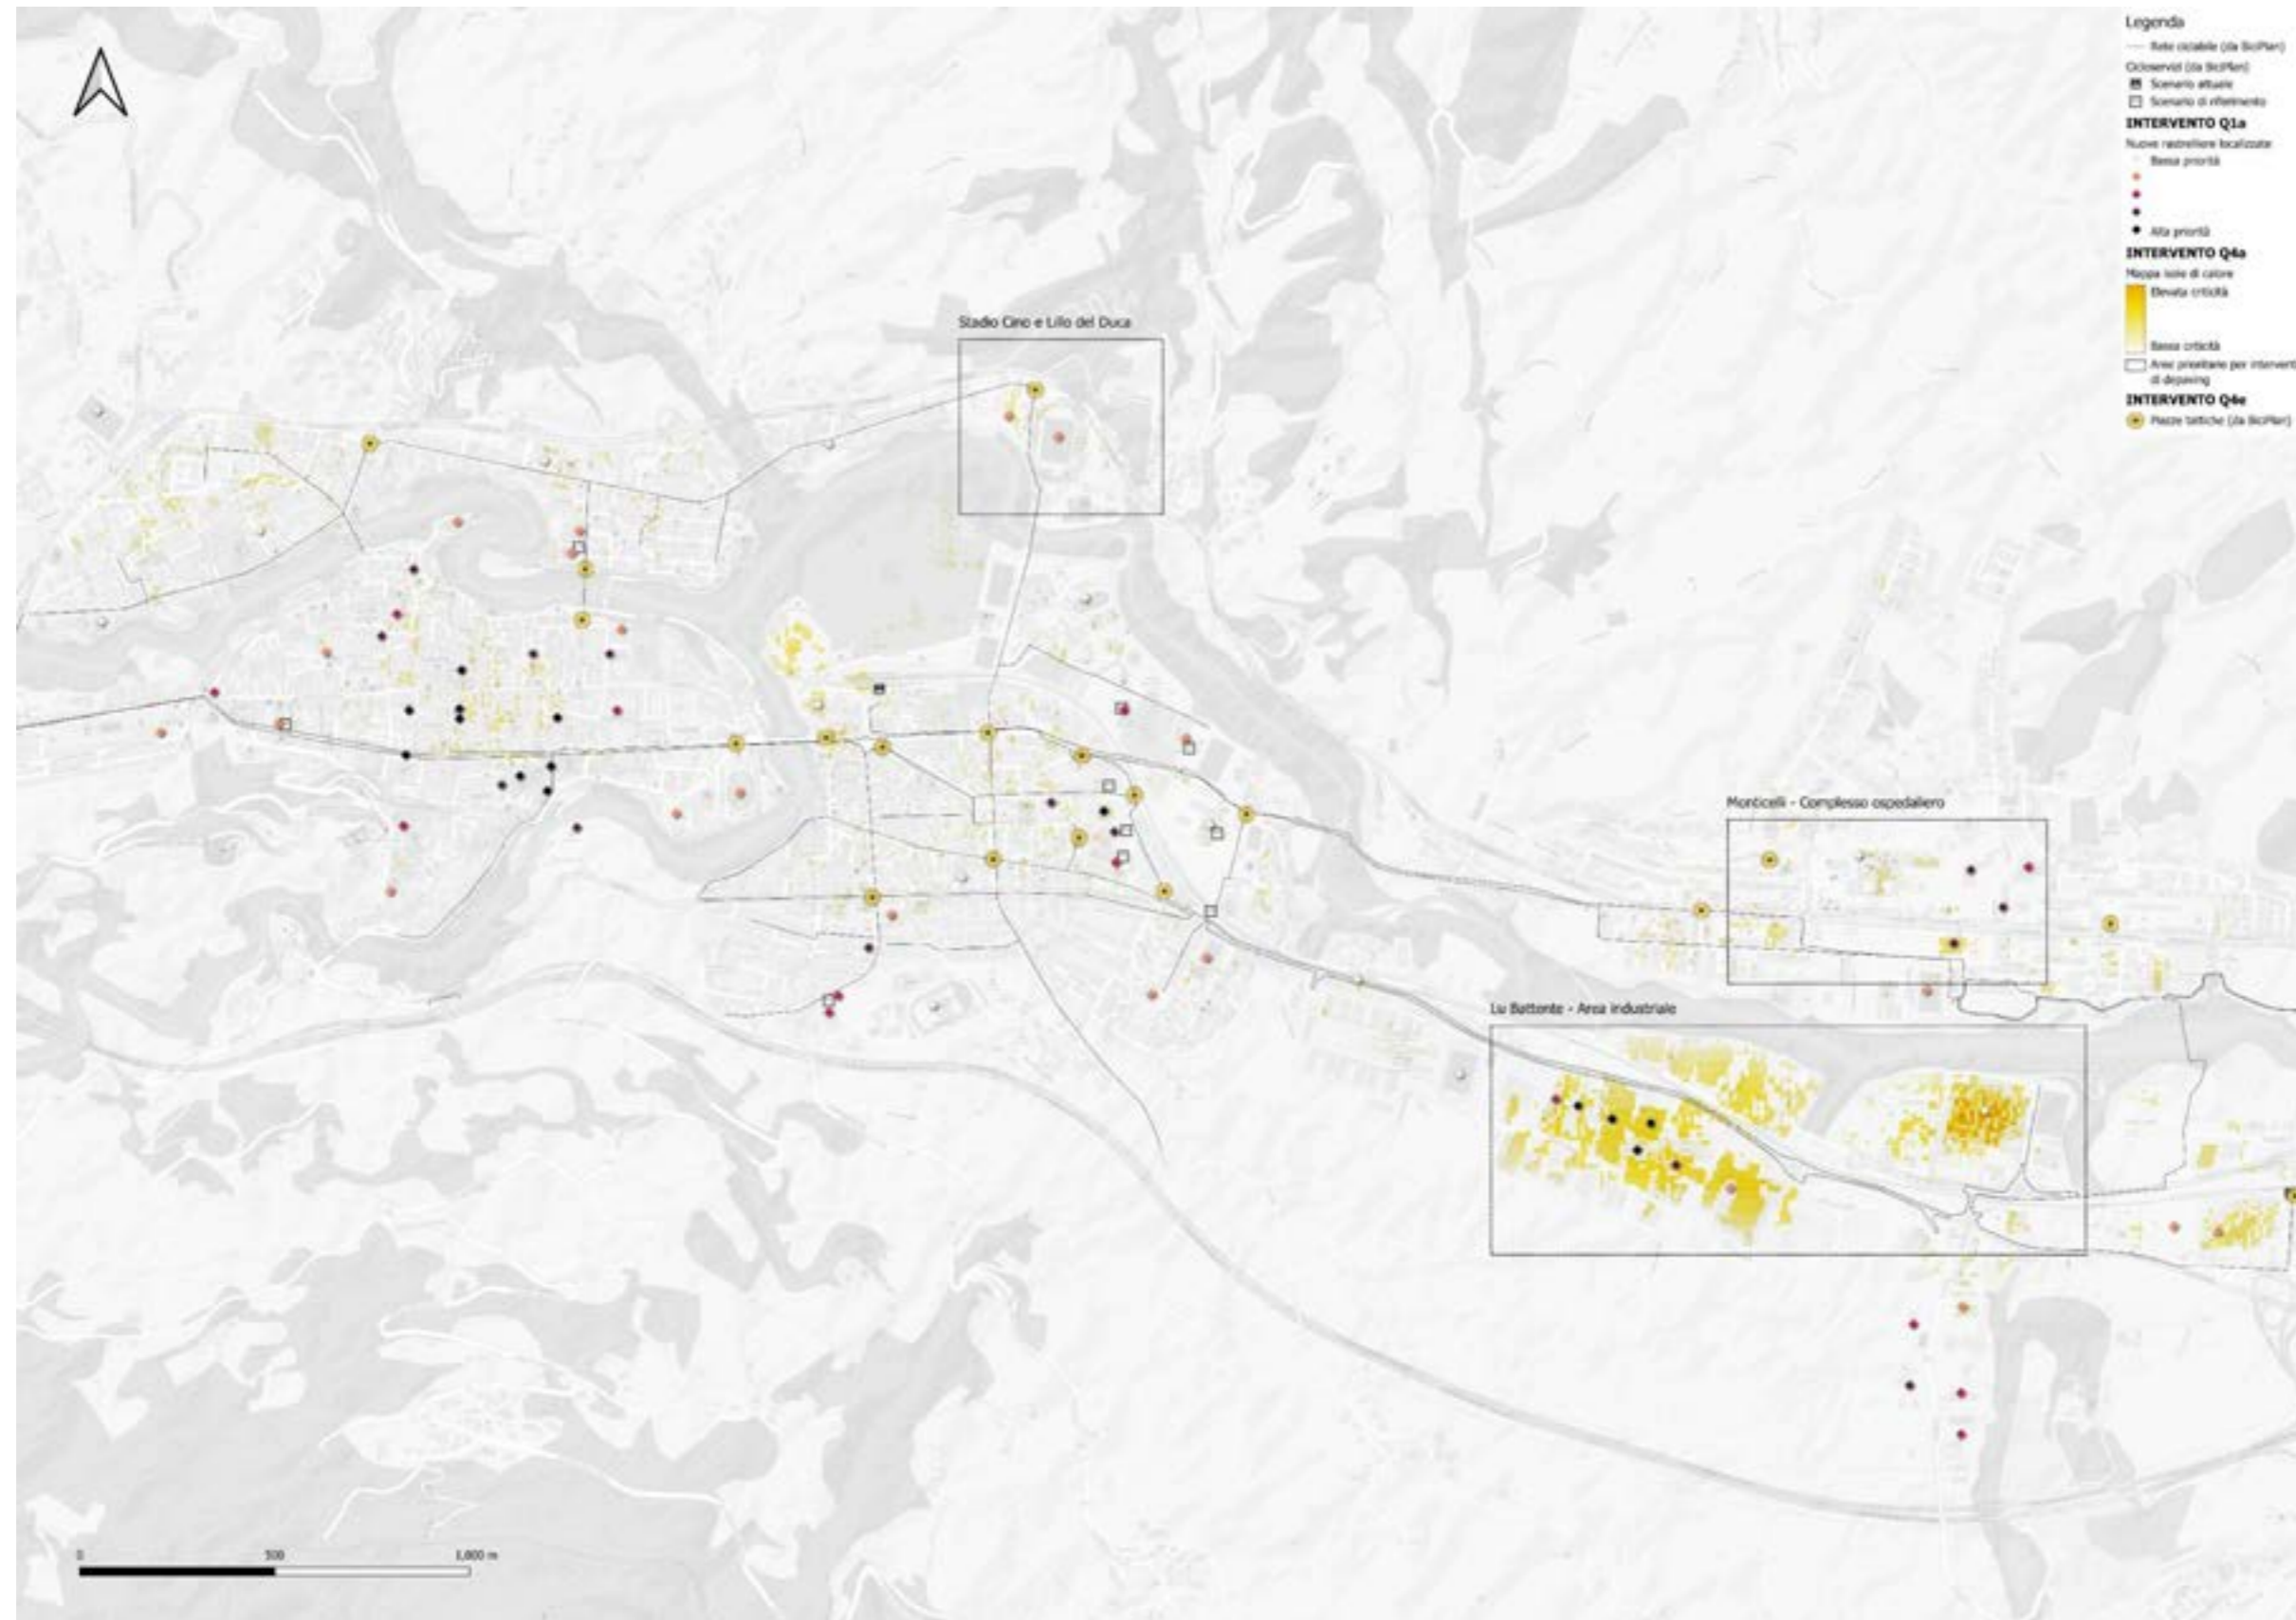 Legenda
Rete ciclabile (da BiciPlan)
Cicloservizi (da BiciPlan)
Scenario attuale
Scenario di riferimento
INTERVENTO Q1a
Nuove rastrelliere localizzate
Bassa priorità
Alta priorità
INTERVENTO Q4a
Mappa isole di calore
Elevata criticità
Bassa criticità
Aree prioritarie per interventi
di depaving
INTERVENTO Q4e
Piazze tattiche (da BiciPlan)
Stadio Cino e Lillo del Duca
Monticelli - Complesso ospedaliero
Lu Battente - Area industriale
0 500 1,000 m